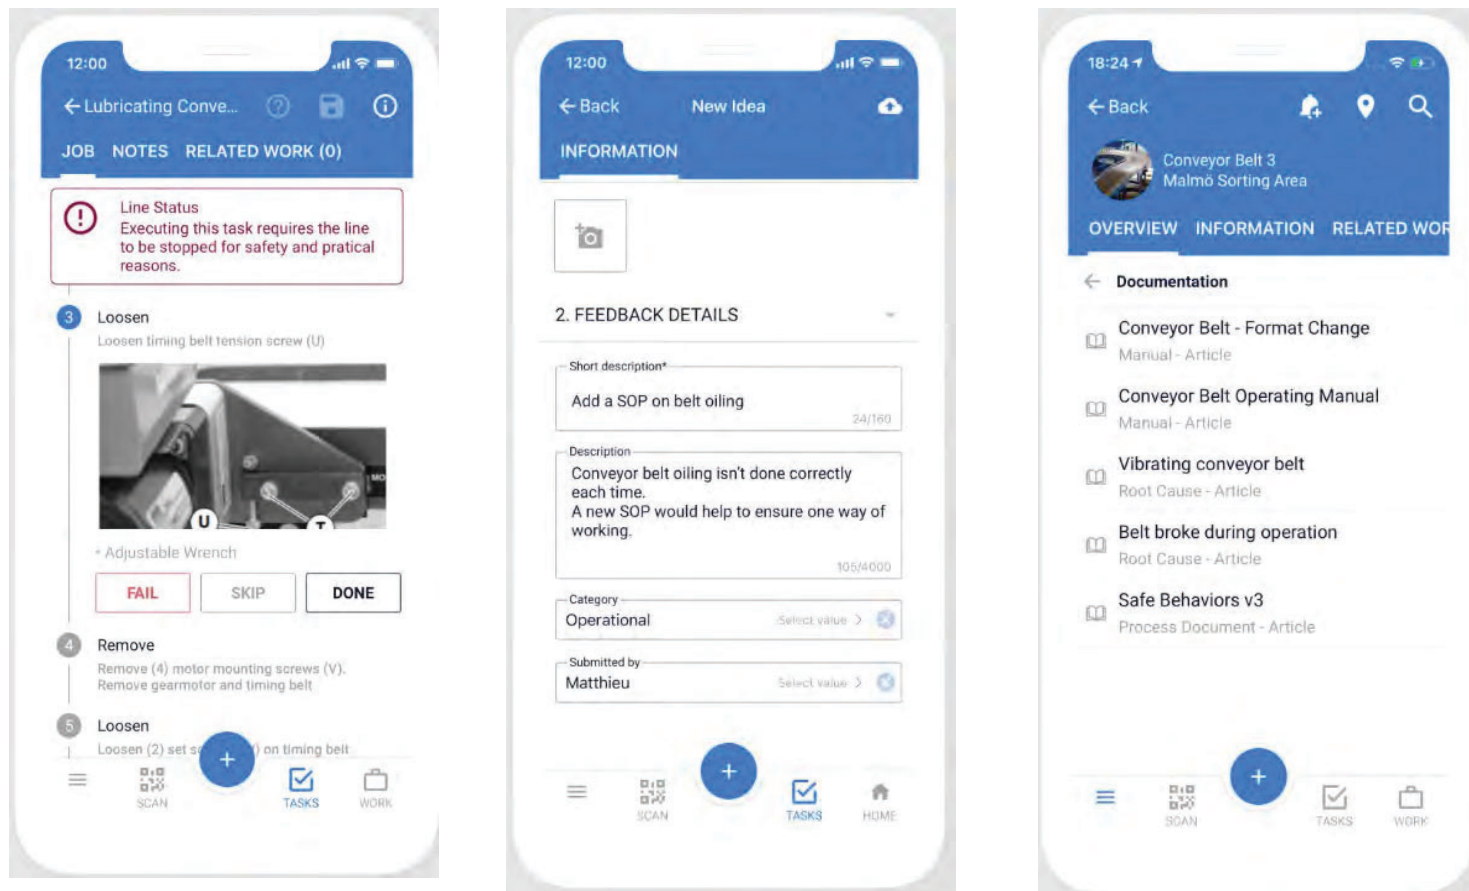 12:00
Lubricating Conve...
JOB NOTES RELATED WORK (0)
Line Status
Executing this task requires the line
to be stopped for safety and pratical
reasons.
3 Loosen
Loosen timing belt tension screw (U)
U T
* Adjustable Wrench
FAIL SKIP DONE
4 Remove
Remove (4) motor mounting screws (V).
Remove gearmotor and timing belt
5 Loosen
Loosen (2) set on timing belt
+
SCAN TASKS WORK
12:00
Back New Idea
INFORMATION
2. FEEDBACK DETAILS
Short description*
Add a SOP on belt oiling
24/160
Description
Conveyor belt oiling isn't done correctly
each time.
A new SOP would help to ensure one way of
working.
105/4000
Category
Operational Select value >
Submitted by
Matthieu Select value >
+
SCAN TASKS HOME
18:24
Back
Conveyor Belt 3
Malmö Sorting Area
OVERVIEW INFORMATION RELATED WOR
Documentation
Conveyor Belt - Format Change
Manual - Article
Conveyor Belt Operating Manual
Manual - Article
Vibrating conveyor belt
Root Cause - Article
Belt broke during operation
Root Cause - Article
Safe Behaviors v3
Process Document - Article
+
SCAN TASKS WORK